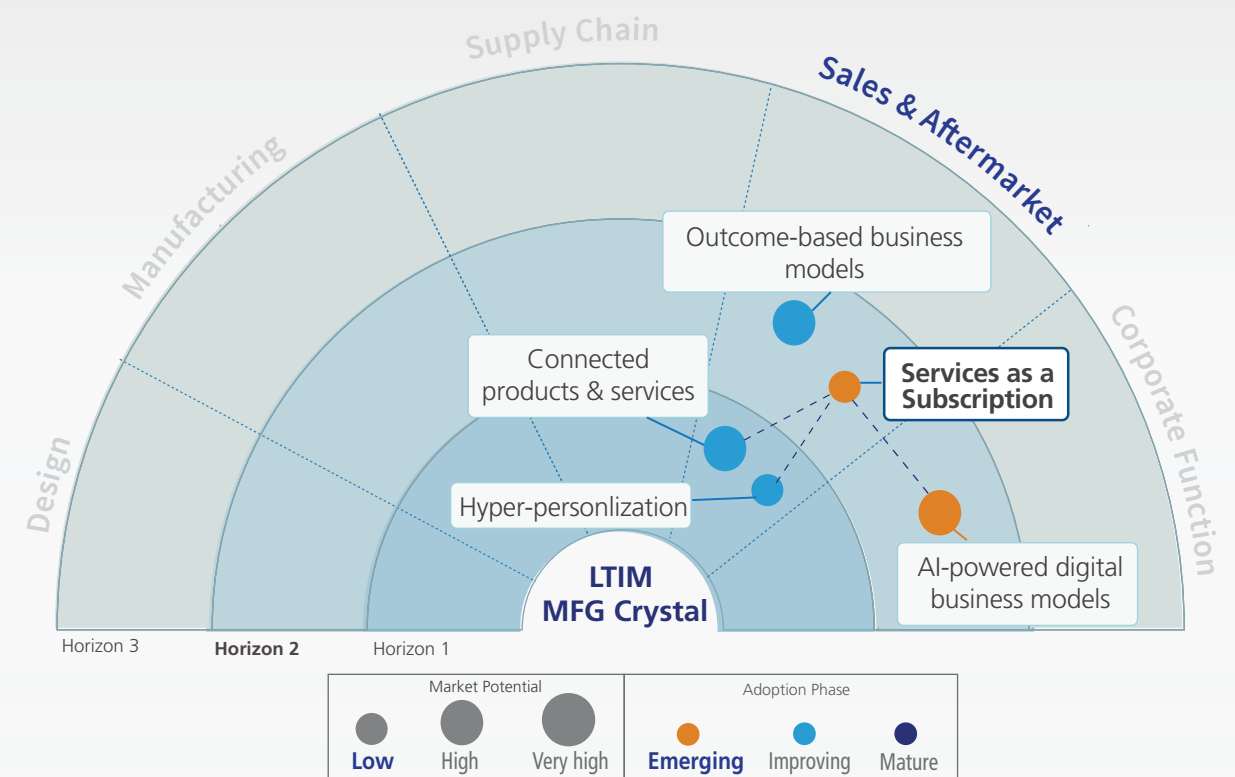 Supply Chain
Sales & Aftermarket
Manufacturing
Outcome-based business
models
Connected
products & services
Services as a
Subscription
Corporate Function
Design
Hyper-personlization
AI-powered digital
business models
LTIM
MFG Crystal
Horizon 3
Horizon 2
Horizon 1
Market Potential
Low
High
Very high
Adoption Phase
Emerging
Improving
Mature